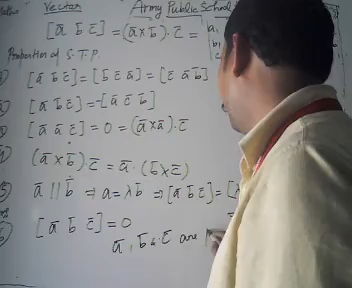 Vector Army Public School
[ā b̄ c̄] = (ā×b̄)·c̄ =
Properties of S.T.P.
[ā b̄ c̄] = [b̄ c̄ ā] = [c̄ ā b̄]
[ā b̄ c̄] = -[ā c̄ b̄]
[ā ā c̄] = 0 = (ā×ā)·c̄
(ā×b̄)·c̄ = ā·(b̄×c̄)
ā || b̄ ⇒ a = λb̄ ⇒ [ā b̄ c̄] = [
[ā b̄ c̄] = 0
ā, b̄ & c̄ are